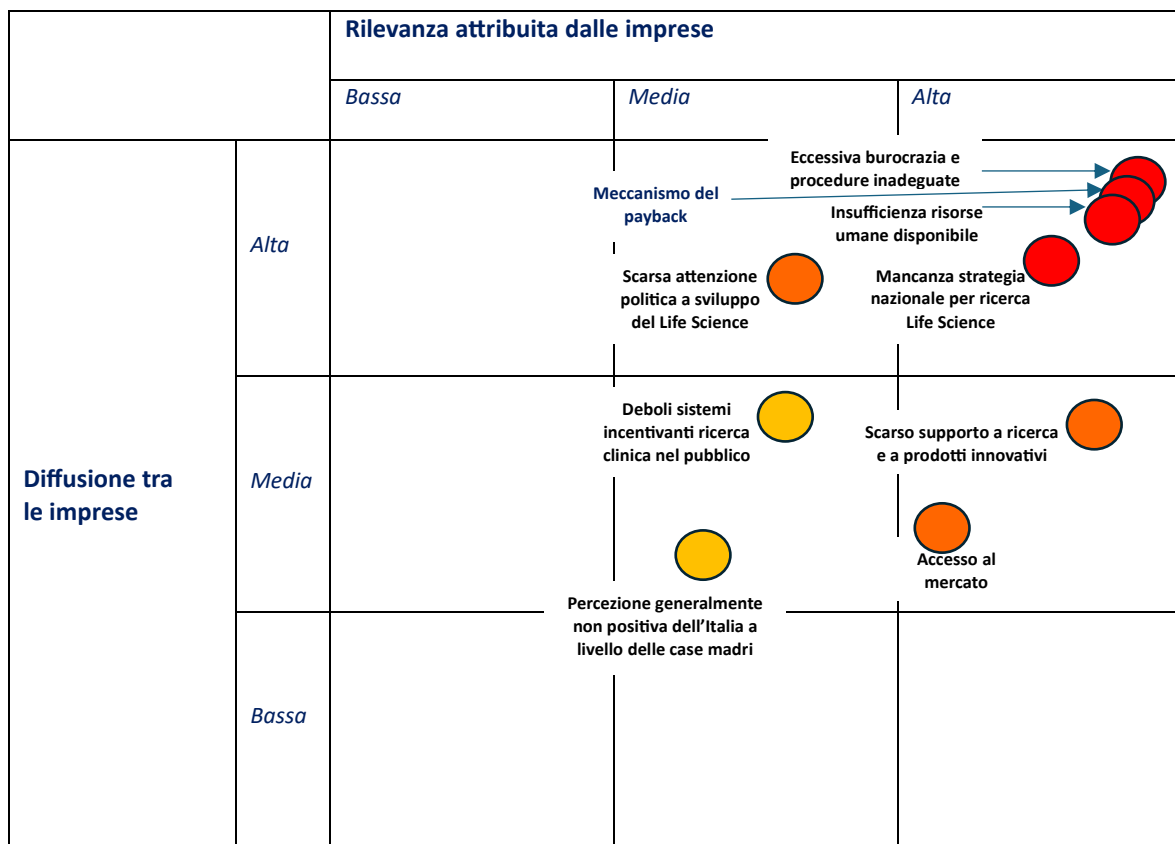 Rilevanza attribuita dalle imprese
Bassa
Media
Alta
Diffusione tra
le imprese
Alta
Eccessiva burocrazia e
procedure inadeguate
Meccanismo del
payback
Insufficienza risorse
umane disponibile
Scarsa attenzione
politica a sviluppo
del Life Science
Mancanza strategia
nazionale per ricerca
Life Science
Media
Deboli sistemi
incentivanti ricerca
clinica nel pubblico
Scarso supporto a ricerca
e a prodotti innovativi
Accesso al
mercato
Percezione generalmente
non positiva dell’Italia a
livello delle case madri
Bassa